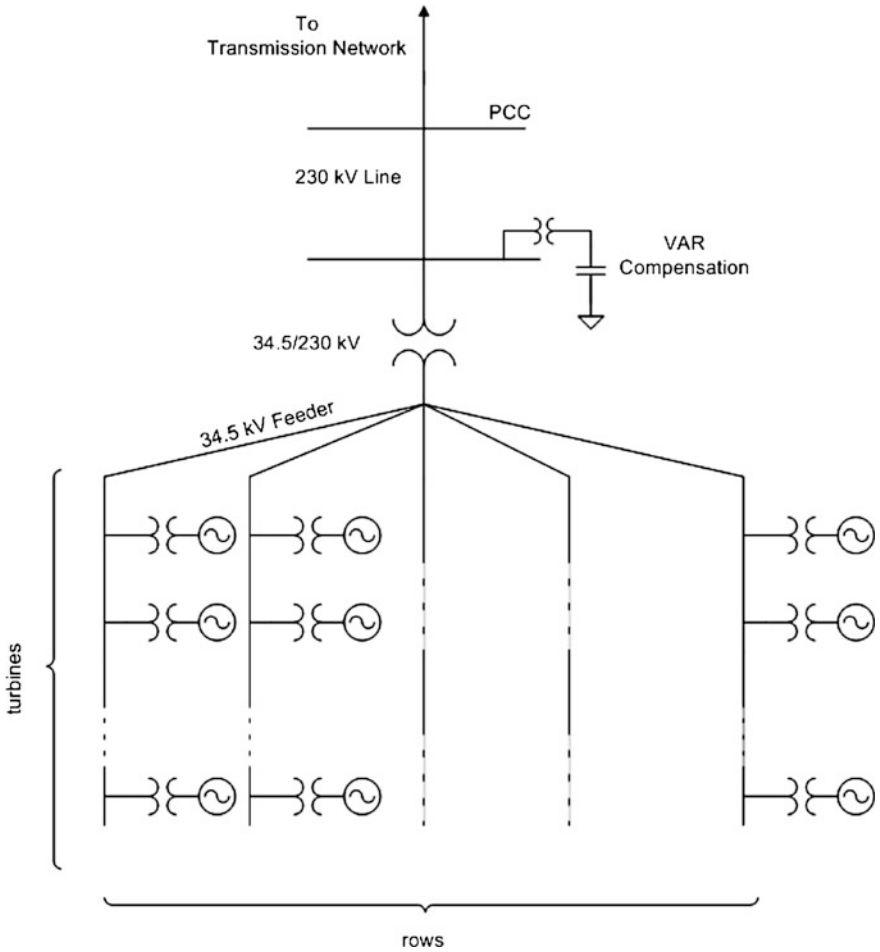 To
Transmission Network
PCC
230 kV Line
VAR
Compensation
34.5/230 kV
34.5 kV Feeder
turbines
rows